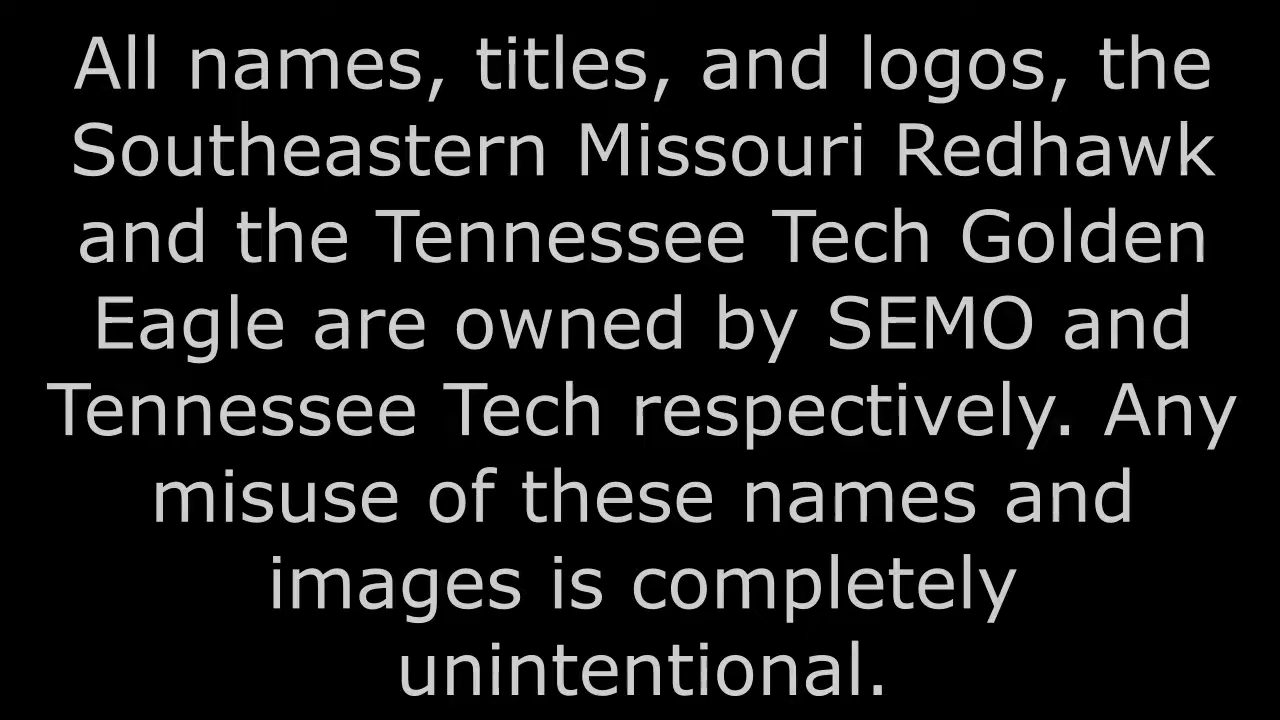 All names, titles, and logos, the
Southeastern Missouri Redhawk
and the Tennessee Tech Golden
Eagle are owned by SEMO and
Tennessee Tech respectively. Any
misuse of these names and
images is completely
unintentional.